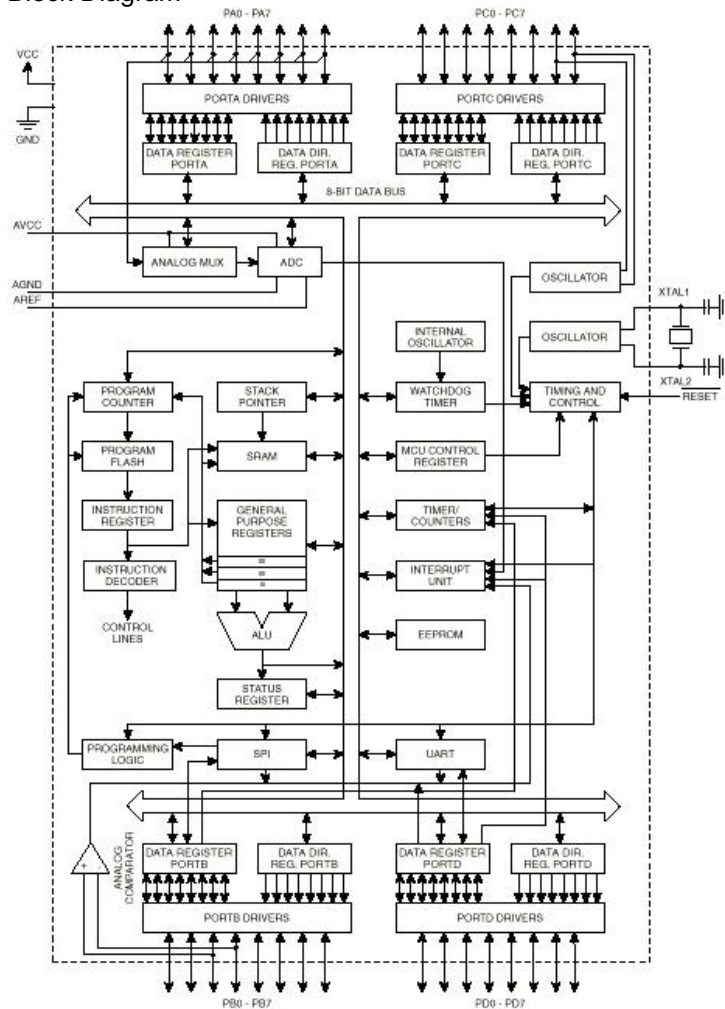 Block Diagram
PA0 - PA7
PC0 - PC7
VCC
GND
PORTA DRIVERS
PORTC DRIVERS
DATA REGISTER
PORTA
DATA DIR.
REG. PORTA
DATA REGISTER
PORTC
DATA DIR.
REG. PORTC
8-BIT DATA BUS
AVCC
ANALOG MUX
ADC
AGND
AREF
OSCILLATOR
XTAL1
OSCILLATOR
XTAL2
RESET
INTERNAL
OSCILLATOR
PROGRAM
COUNTER
STACK
POINTER
WATCHDOG
TIMER
TIMING AND
CONTROL
PROGRAM
FLASH
SRAM
MCU CONTROL
REGISTER
INSTRUCTION
REGISTER
GENERAL
PURPOSE
REGISTERS
TIMER/
COUNTERS
INSTRUCTION
DECODER
INTERRUPT
UNIT
CONTROL
LINES
ALU
EEPROM
STATUS
REGISTER
PROGRAMMING
LOGIC
SPI
UART
ANALOG
COMPARATOR
+ -
DATA REGISTER
PORTB
DATA DIR.
REG. PORTB
DATA REGISTER
PORTD
DATA DIR.
REG. PORTD
PORTB DRIVERS
PORTD DRIVERS
PB0 - PB7
PD0 - PD7